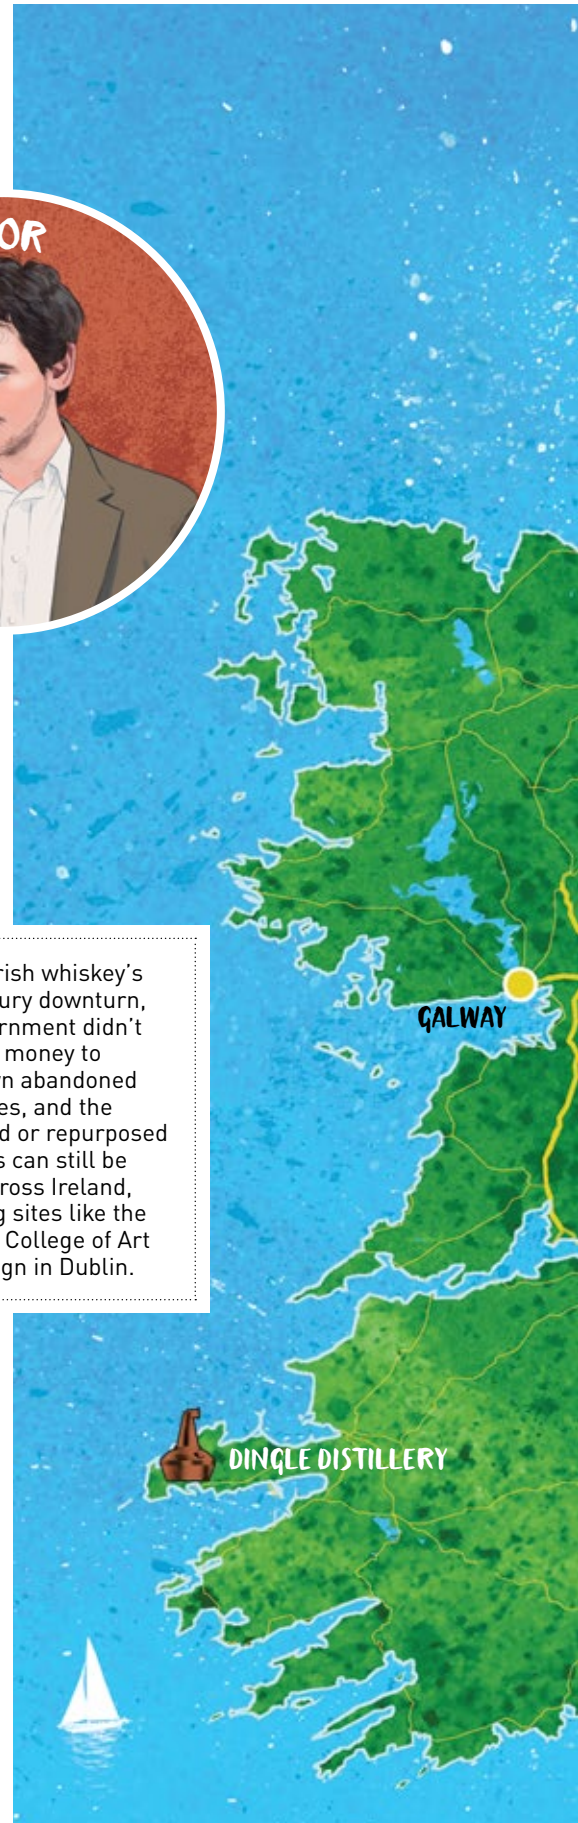 OR
GALWAY
rish whiskey's
ury downturn,
ernment didn't
money to
n abandoned
es, and the
d or repurposed
s can still be
ross Ireland,
g sites like the
College of Art
gn in Dublin.
DINGLE DISTILLERY